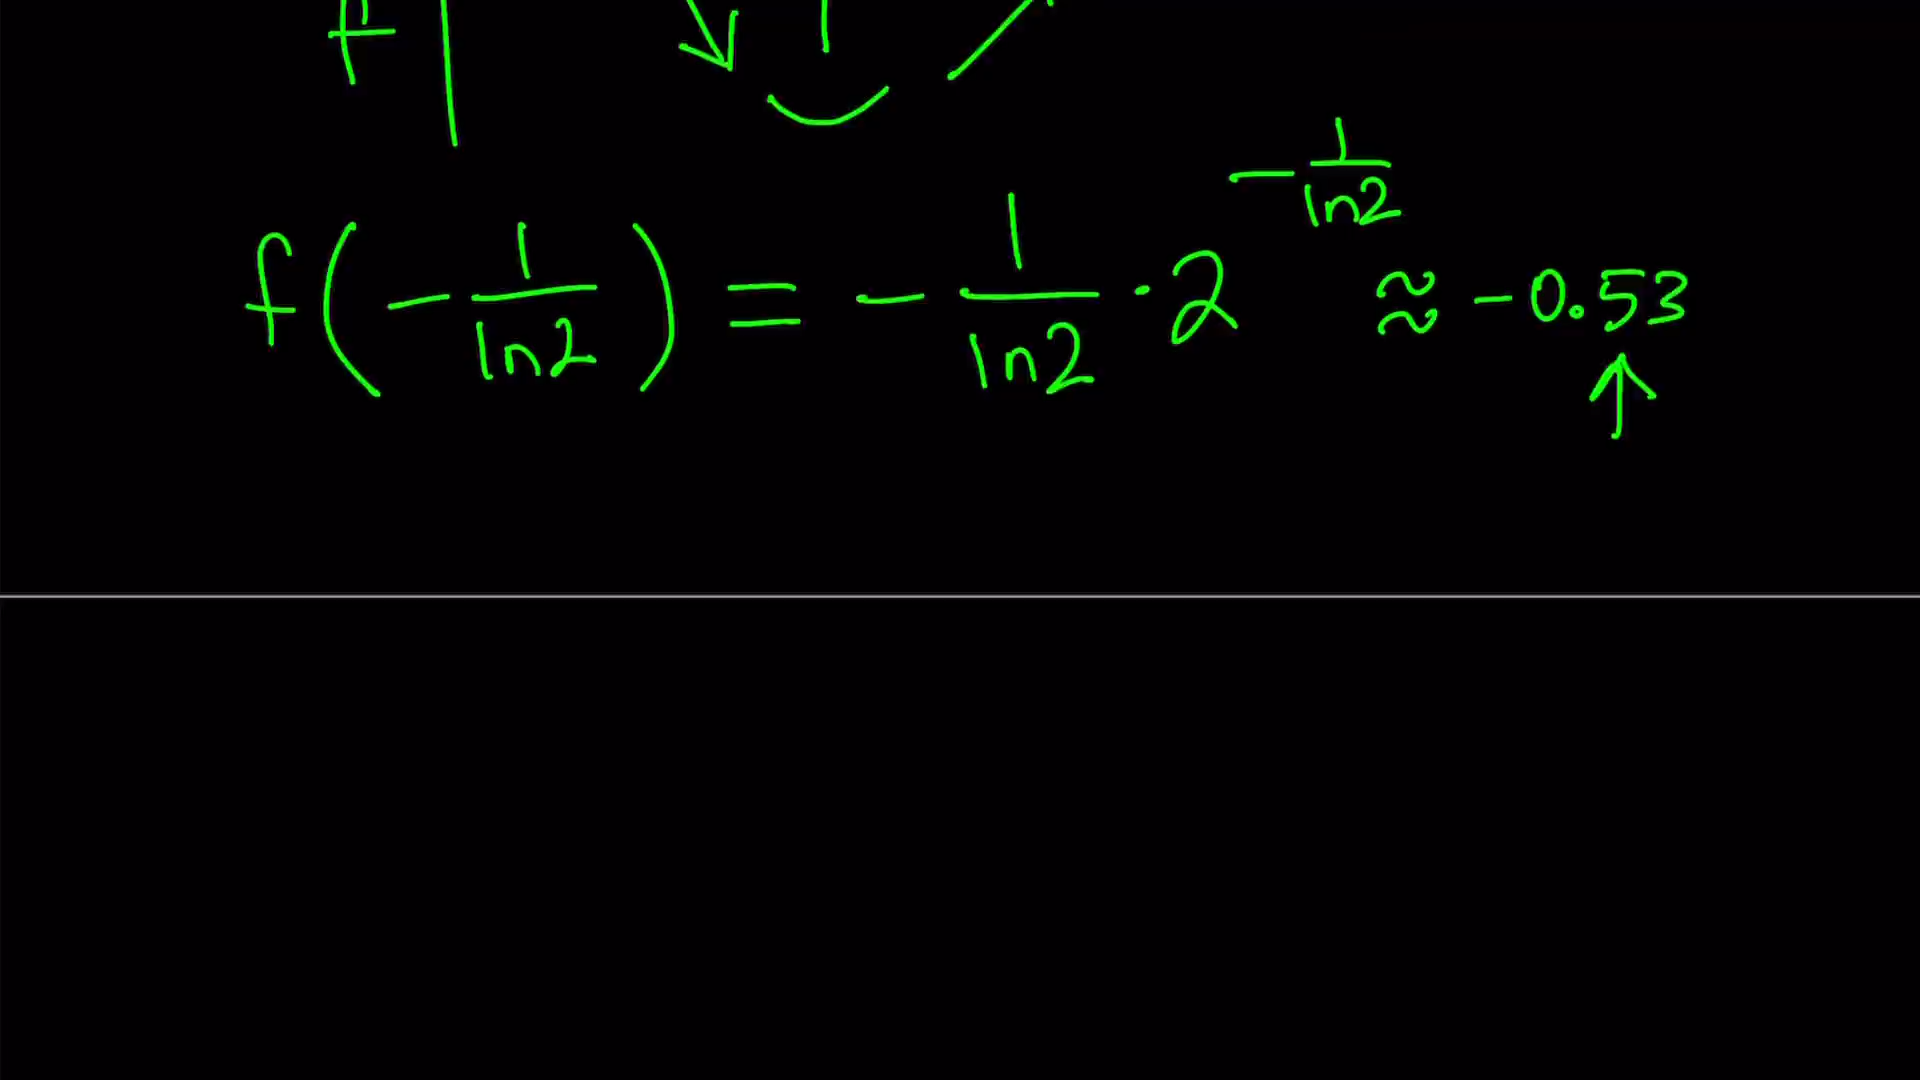 f
f(-1/ln2) = -1/ln2 · 2^(-1/ln2) ≈ -0.53